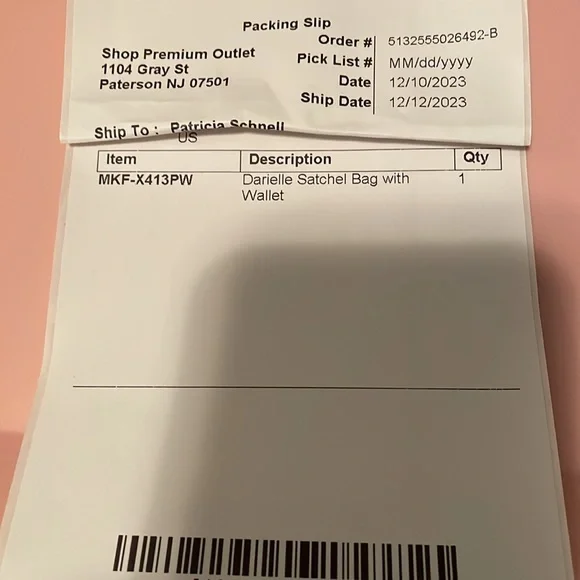 Packing Slip
Shop Premium Outlet
1104 Gray St
Paterson NJ 07501
Order # 5132555026492-B
Pick List # MM/dd/yyyy
Date 12/10/2023
Ship Date 12/12/2023
Ship To : Patricia Schnell
US
Item Description Qty
MKF-X413PW Darielle Satchel Bag with 1
Wallet